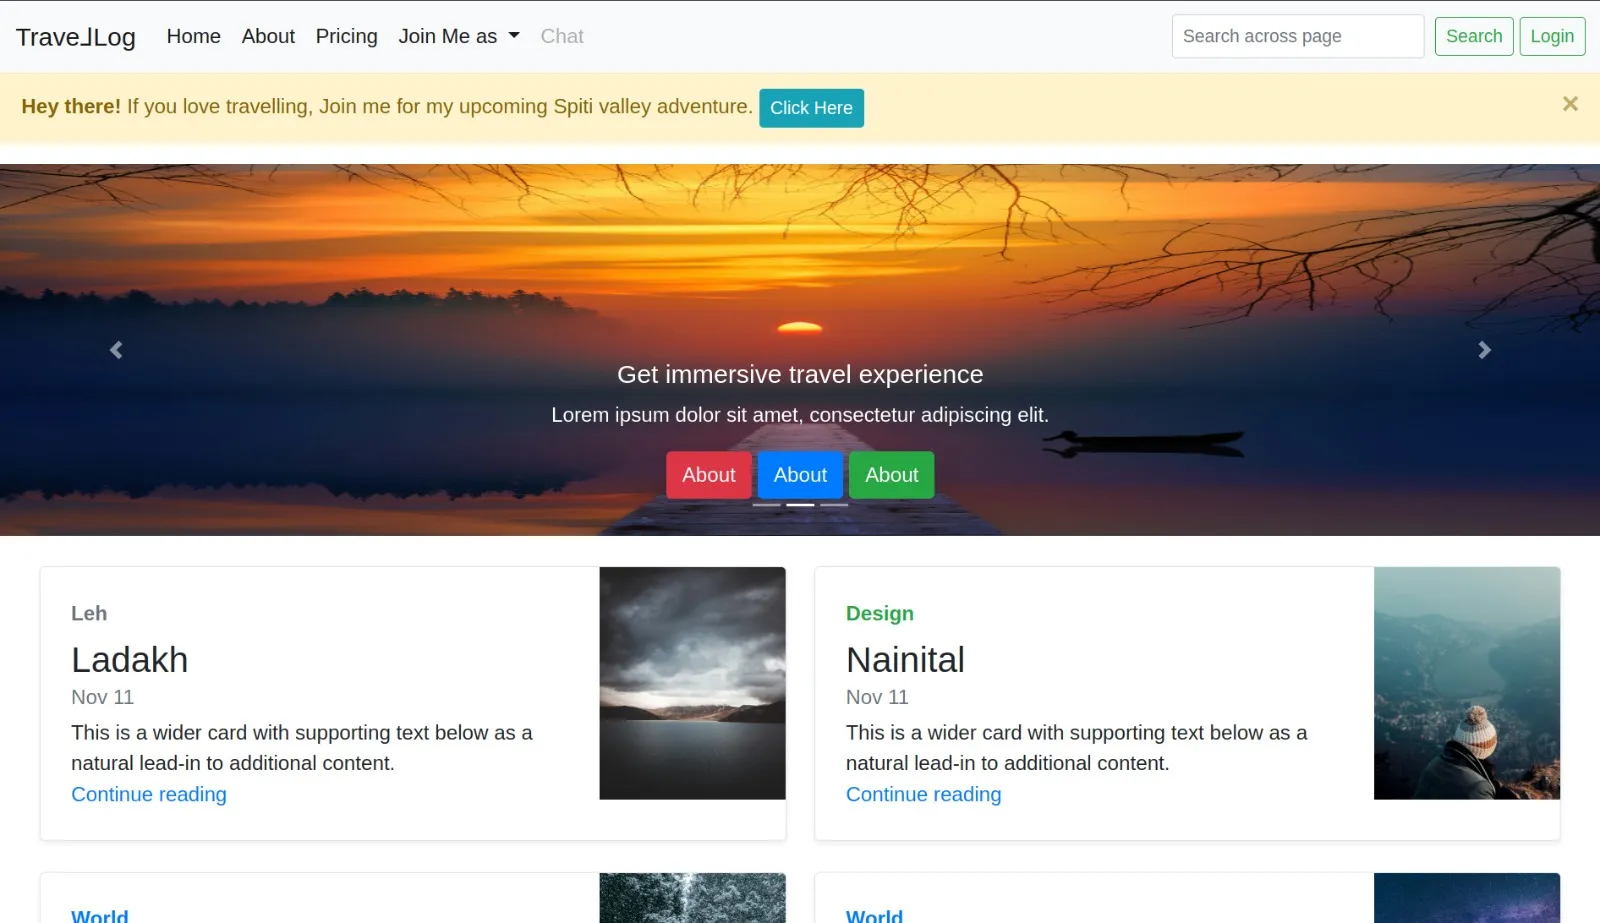 TraveLLog Home About Pricing Join Me as Chat Search across page Search Login
Hey there! If you love travelling, Join me for my upcoming Spiti valley adventure. Click Here ×
Get immersive travel experience
Lorem ipsum dolor sit amet, consectetur adipiscing elit.
About About About
Leh
Ladakh
Nov 11
This is a wider card with supporting text below as a
natural lead-in to additional content.
Continue reading
Design
Nainital
Nov 11
This is a wider card with supporting text below as a
natural lead-in to additional content.
Continue reading
World
World